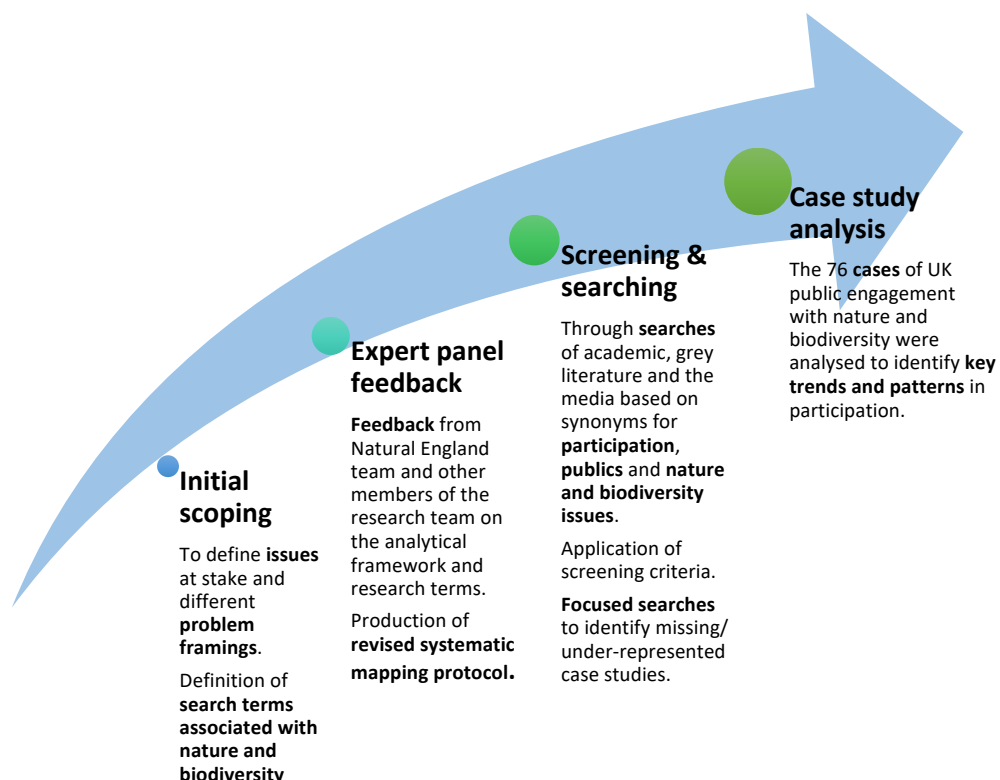 Initial
scoping
To define issues
at stake and
different
problem
framings.
Definition of
search terms
associated with
nature and
biodiversity
Expert panel
feedback
Feedback from
Natural England
team and other
members of the
research team on
the analytical
framework and
research terms.
Production of
revised systematic
mapping protocol.
Screening &
searching
Through searches
of academic, grey
literature and the
media based on
synonyms for
participation,
publics and nature
and biodiversity
issues.
Application of
screening criteria.
Focused searches
to identify missing/
under-represented
case studies.
Case study
analysis
The 76 cases of UK
public engagement
with nature and
biodiversity were
analysed to identify key
trends and patterns in
participation.